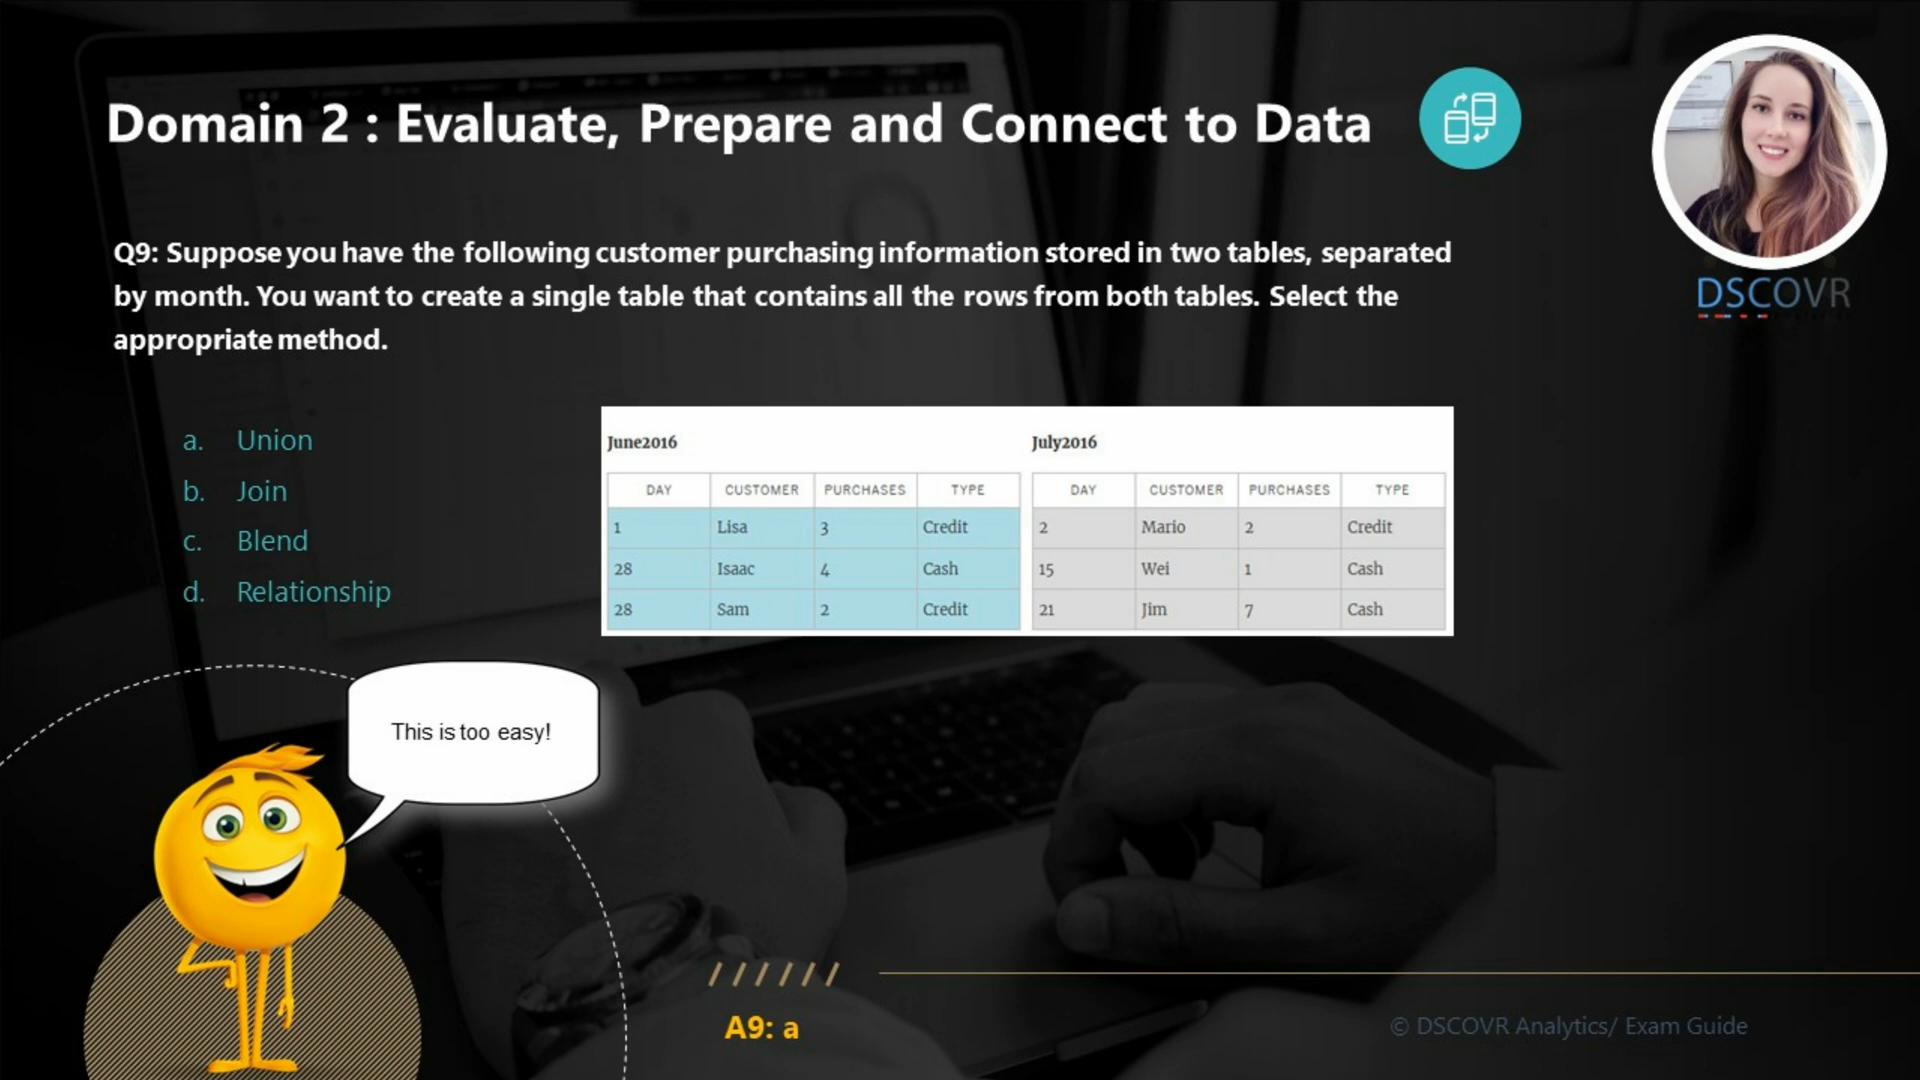 Domain 2 : Evaluate, Prepare and Connect to Data
DSCOVR
Q9: Suppose you have the following customer purchasing information stored in two tables, separated
by month. You want to create a single table that contains all the rows from both tables. Select the
appropriate method.
a. Union
b. Join
c. Blend
d. Relationship
June2016
DAY CUSTOMER PURCHASES TYPE
1 Lisa 3 Credit
28 Isaac 4 Cash
28 Sam 2 Credit
July2016
DAY CUSTOMER PURCHASES TYPE
2 Mario 2 Credit
15 Wei 1 Cash
21 Jim 7 Cash
This is too easy!
A9: a
© DSCOVR Analytics/ Exam Guide